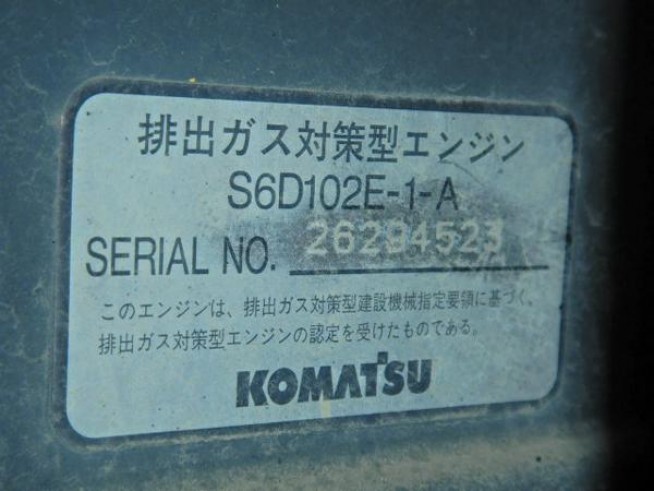 排出ガス対策型エンジン
S6D102E-1-A
SERIAL NO. 26294523
このエンジンは、排出ガス対策型建設機械指定要領に基づく、
排出ガス対策型エンジンの認定を受けたものである。
KOMATSU